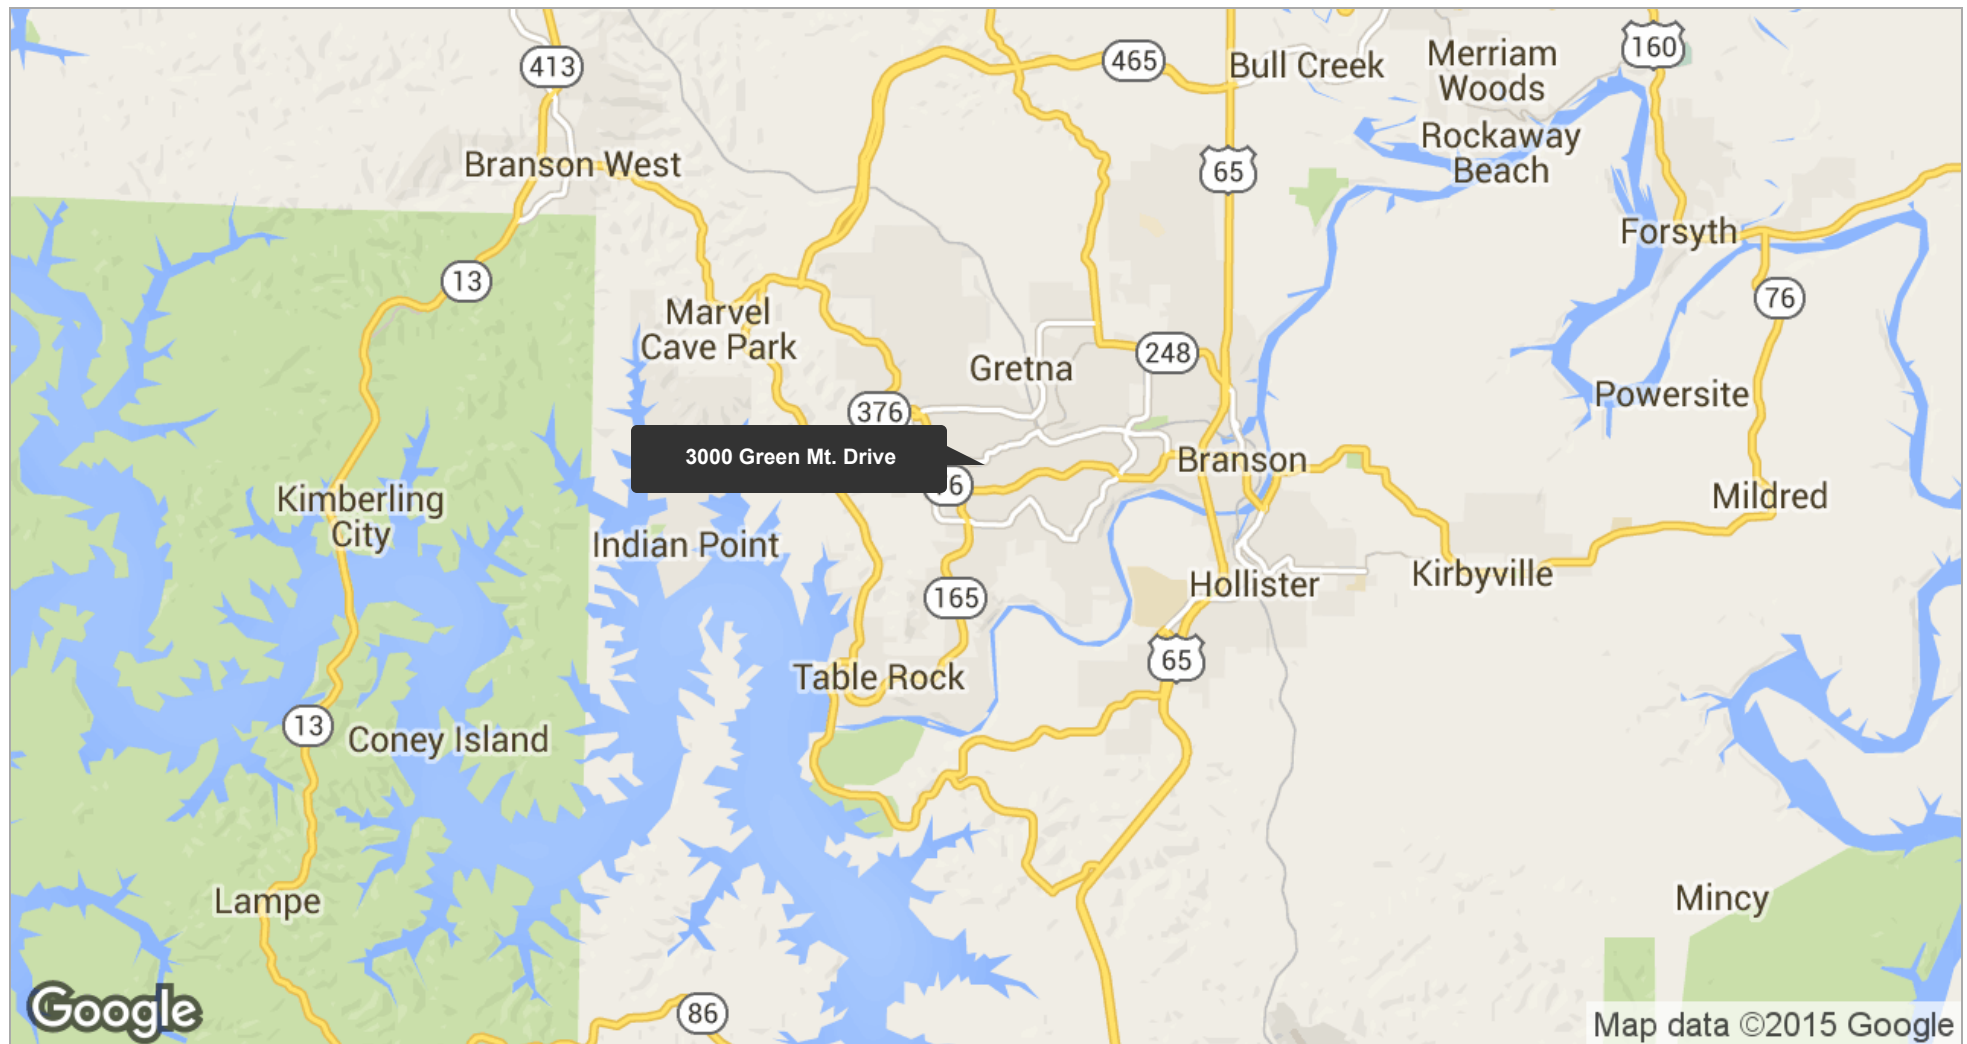 413
465
Bull Creek
Merriam
Woods
160
Rockaway
Beach
Branson West
65
Forsyth
13
76
Marvel
Cave Park
Gretna
248
Powersite
376
3000 Green Mt. Drive
Branson
Kimberling
City
Mildred
Indian Point
Hollister
Kirbyville
165
65
Table Rock
13
Coney Island
Lampe
Mincy
86
Google
Map data ©2015 Google